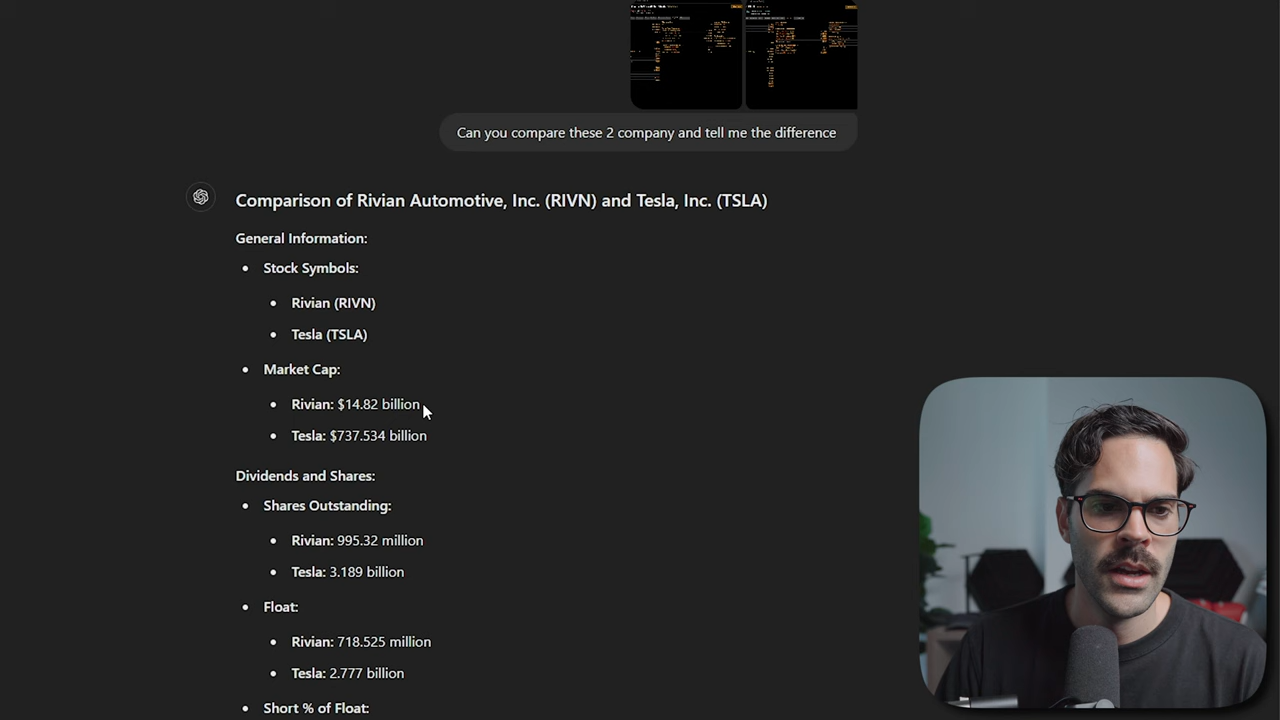 Can you compare these 2 company and tell me the difference
Comparison of Rivian Automotive, Inc. (RIVN) and Tesla, Inc. (TSLA)
General Information:
Stock Symbols:
Rivian (RIVN)
Tesla (TSLA)
Market Cap:
Rivian: $14.82 billion
Tesla: $737.534 billion
Dividends and Shares:
Shares Outstanding:
Rivian: 995.32 million
Tesla: 3.189 billion
Float:
Rivian: 718.525 million
Tesla: 2.777 billion
Short % of Float: